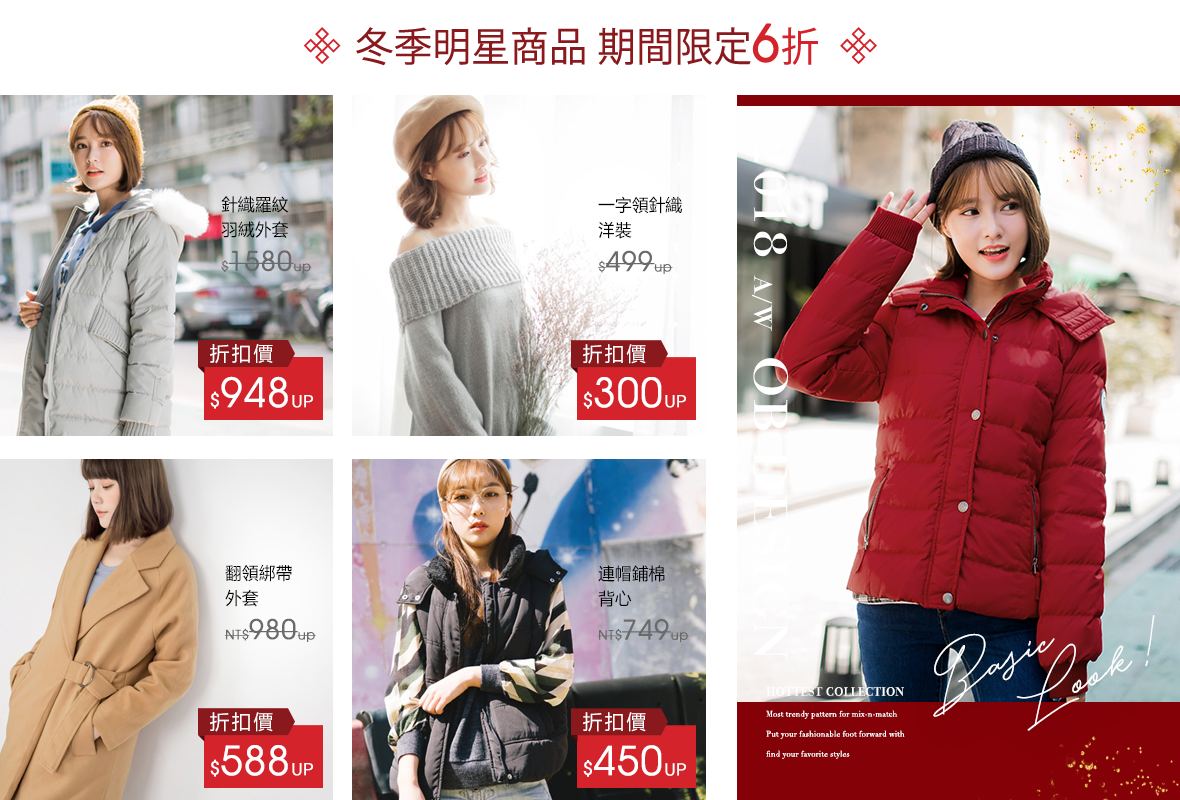 冬季明星商品 期間限定6折
針織羅紋
羽絨外套
$1580up
折扣價
$948UP
一字領針織
洋裝
$499up
折扣價
$300UP
翻領綁帶
外套
NT$980up
折扣價
$588UP
連帽鋪棉
背心
NT$749up
折扣價
$450UP
018 A/W OB
Basic
Look!
HOTTEST COLLECTION
Most trendy pattern for mix-n-match
Put your fashionable foot forward with
find your favorite styles